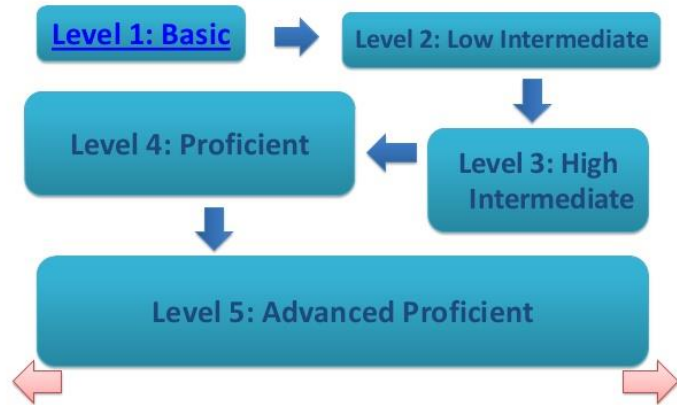 Level 1: Basic
Level 2: Low Intermediate
Level 3: High
Intermediate
Level 4: Proficient
Level 5: Advanced Proficient